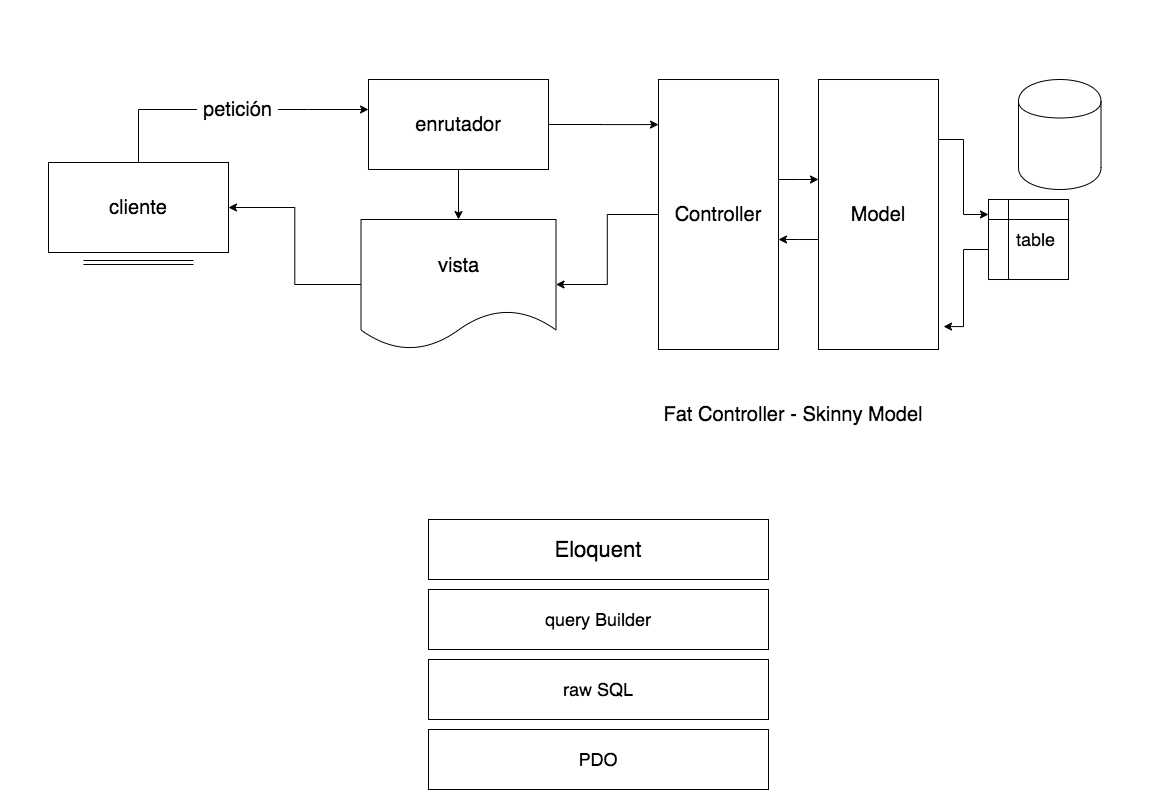 petición
enrutador
cliente
vista
Controller
Model
table
Fat Controller - Skinny Model
Eloquent
query Builder
raw SQL
PDO